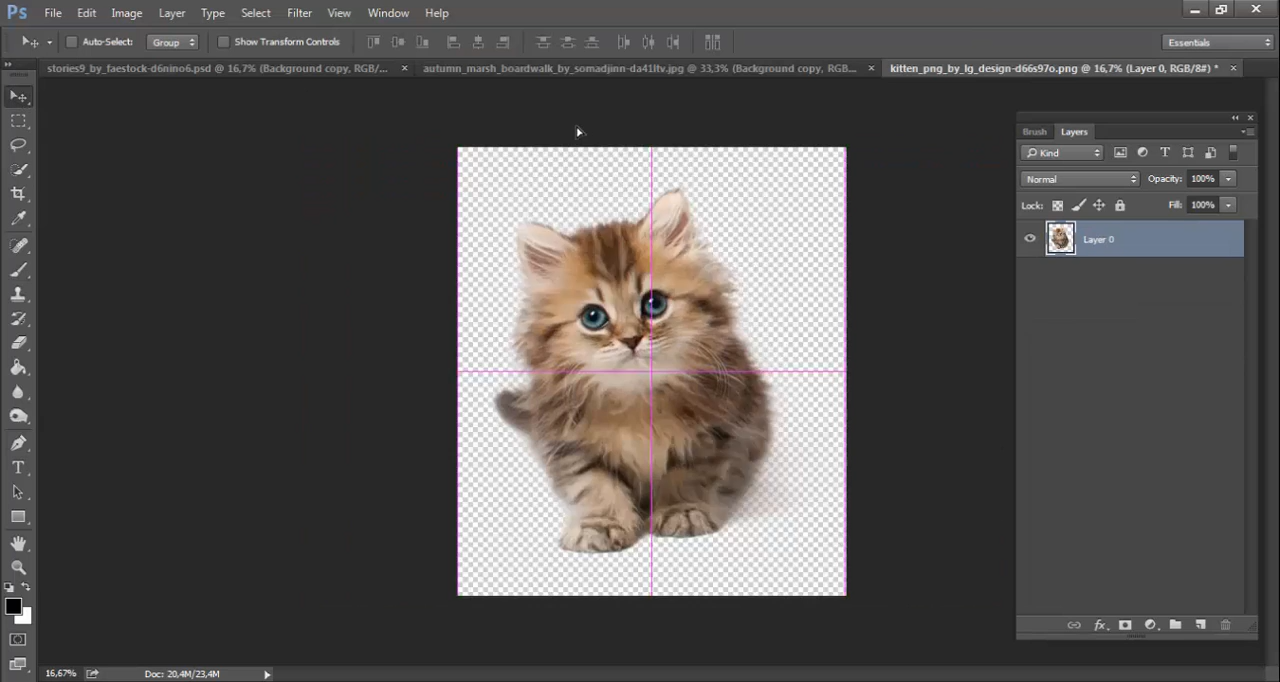 Ps File Edit Image Layer Type Select Filter View Window Help
Auto-Select: Group Show Transform Controls Essentials
stories9_by_faestock-d6nino6.psd @ 16,7% (Background copy, RGB/... × autumn_marsh_boardwalk_by_somadjinn-da41ltv.jpg @ 33,3% (Background copy, RGB/8... × kitten_png_by_lg_design-d66s97o.png @ 16,7% (Layer 0, RGB/8#) * ×
Brush Layers
Kind
Normal Opacity: 100%
Lock: Fill: 100%
Layer 0
fx
16,67% Doc: 20,4M/23,4M